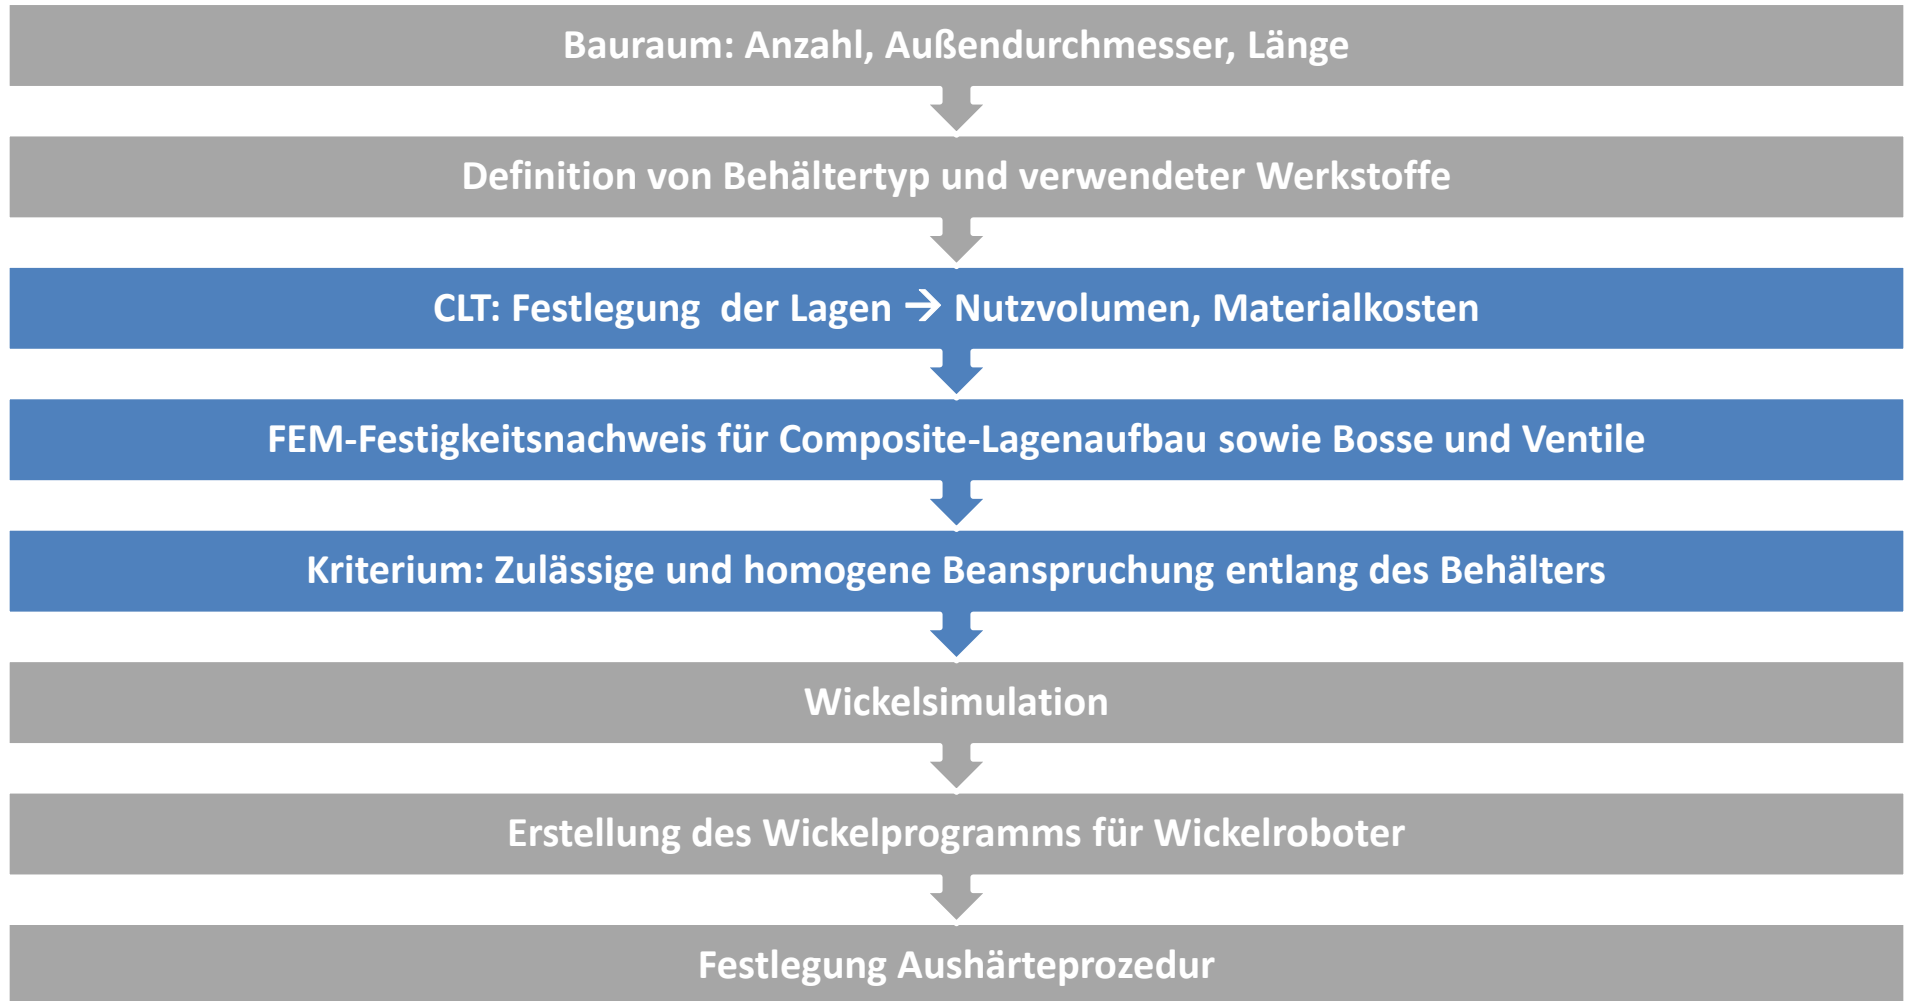 Bauraum: Anzahl, Außendurchmesser, Länge
Definition von Behältertyp und verwendeter Werkstoffe
CLT: Festlegung  der Lagen → Nutzvolumen, Materialkosten
FEM-Festigkeitsnachweis für Composite-Lagenaufbau sowie Bosse und Ventile
Kriterium: Zulässige und homogene Beanspruchung entlang des Behälters
Wickelsimulation
Erstellung des Wickelprogramms für Wickelroboter
Festlegung Aushärteprozedur